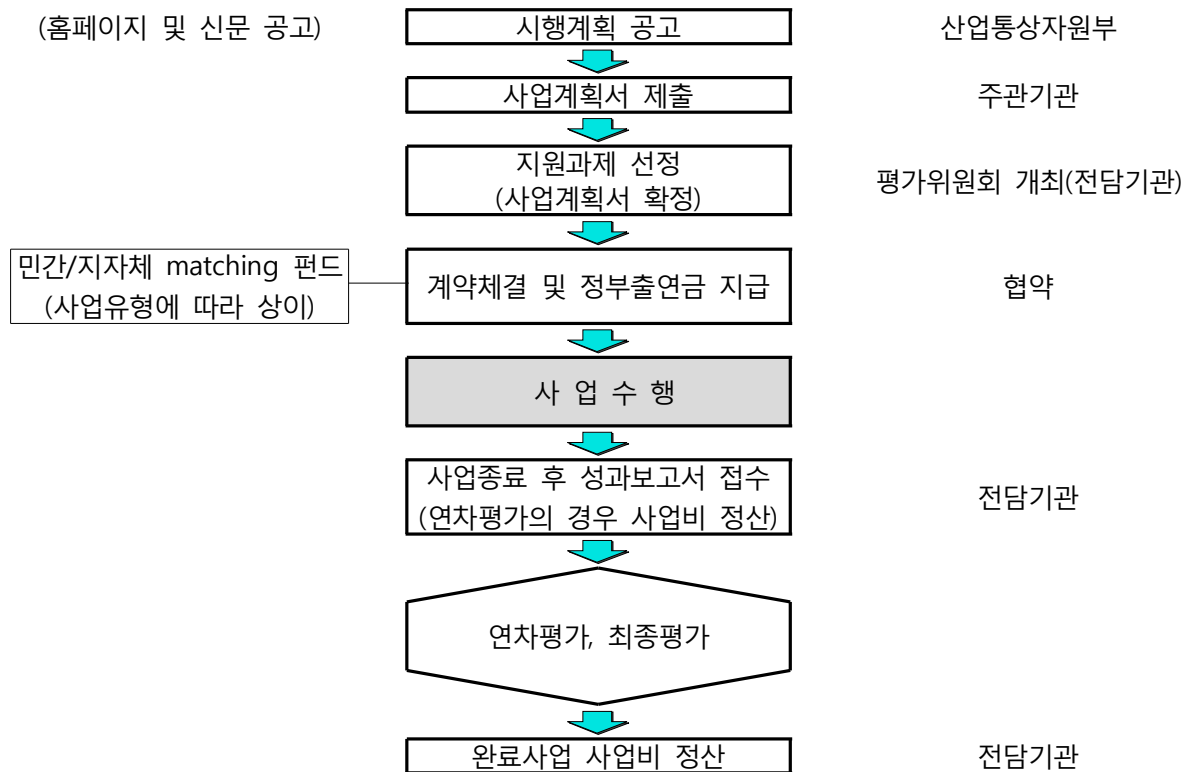 (홈페이지 및 신문 공고)
시행계획 공고
산업통상자원부
사업계획서 제출
주관기관
지원과제 선정
(사업계획서 확정)
평가위원회 개최(전담기관)
민간/지자체 matching 펀드
(사업유형에 따라 상이)
계약체결 및 정부출연금 지급
협약
사 업 수 행
사업종료 후 성과보고서 접수
(연차평가의 경우 사업비 정산)
전담기관
연차평가, 최종평가
완료사업 사업비 정산
전담기관